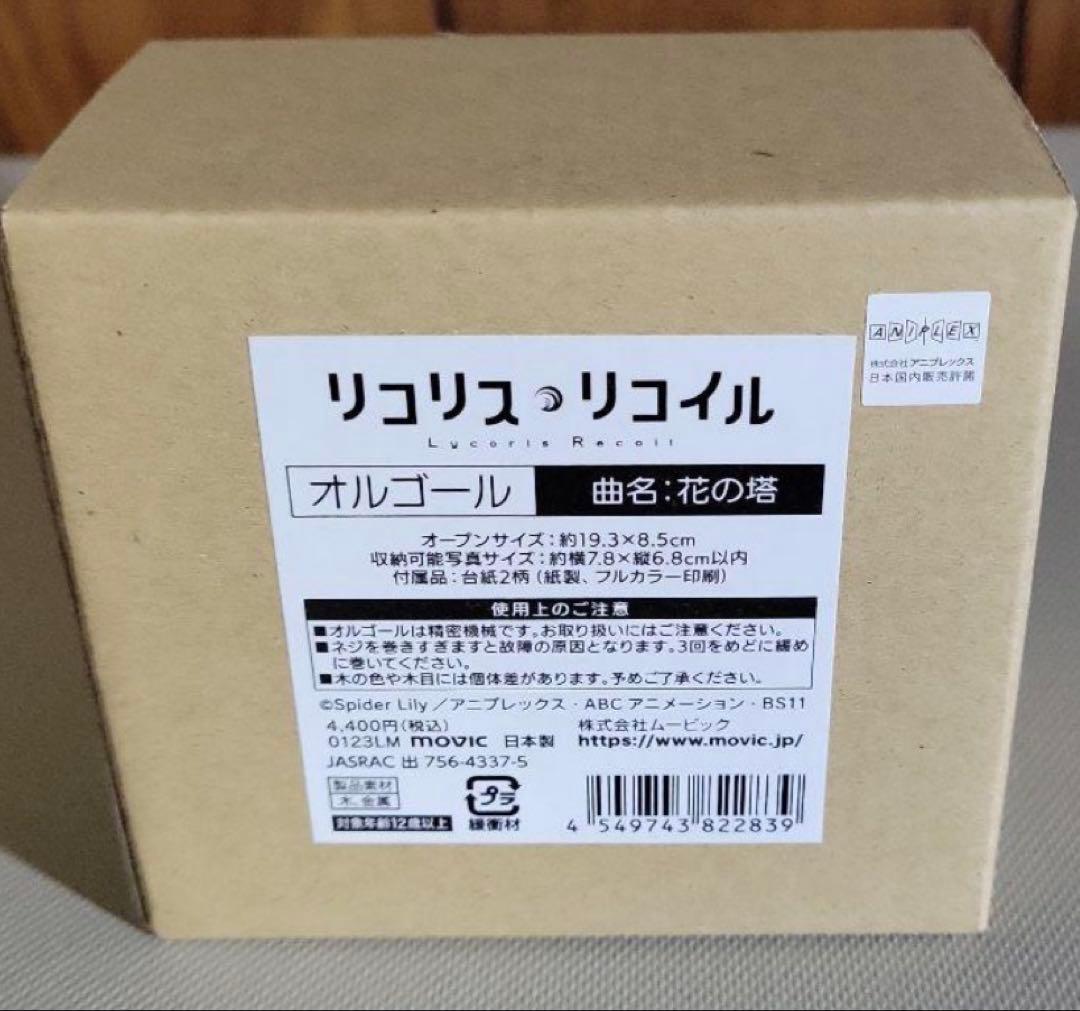 リコリス リコイル
Lycoris Recoil
オルゴール 曲名:花の塔
オープンサイズ:約19.3×8.5cm
収納可能写真サイズ:約横7.8×縦6.8cm以内
付属品:台紙2柄(紙製、フルカラー印刷)
使用上のご注意
■オルゴールは精密機械です。お取り扱いにはご注意ください。
■ネジを巻きすぎますと故障の原因となります。3回をめどに緩め
に巻いてください。
■木の色や木目には個体差があります。予めご了承ください。
©Spider Lily/アニプレックス・ABCアニメーション・BS11
4,400円(税込) 株式会社ムービック
0123LM movic 日本製 https://www.movic.jp/
JASRAC 出 756-4337-5
製品素材
木、金属
対象年齢12歳以上
プラ
緩衝材
4 549743 822839
ANIPLEX
株式会社アニプレックス
日本国内販売許諾